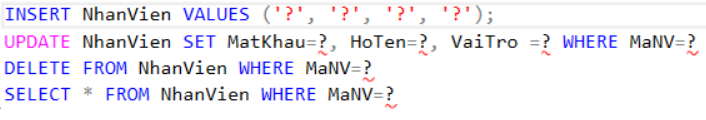 INSERT NhanVien VALUES ('?', '?', '?', '?');
UPDATE NhanVien SET MatKhau=?, HoTen=?, VaiTro =? WHERE MaNV=?
DELETE FROM NhanVien WHERE MaNV=?
SELECT * FROM NhanVien WHERE MaNV=?